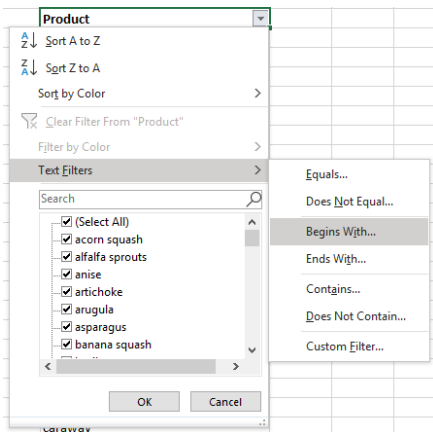 Product
Sort A to Z
Sort Z to A
Sort by Color
Clear Filter From "Product"
Filter by Color
Text Filters
Search
(Select All)
acorn squash
alfalfa sprouts
anise
artichoke
arugula
asparagus
banana squash
OK
Cancel
Equals...
Does Not Equal...
Begins With...
Ends With...
Contains...
Does Not Contain...
Custom Filter...
caraway